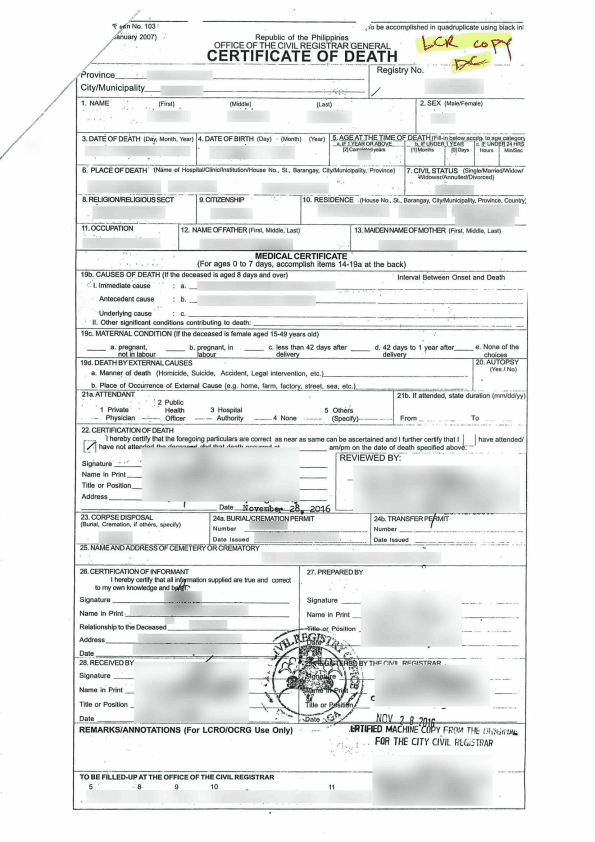 orm No. 103
January 2007)
to be accomplished in quadruplicate using black in
Republic of the Philippines
OFFICE OF THE CIVIL REGISTRAR GENERAL
CERTIFICATE OF DEATH
LCR copy
DC
Province
Registry No.
City/Municipality
1. NAME (First) (Middle) (Last) 2. SEX (Male/Female)
3. DATE OF DEATH (Day, Month, Year) 4. DATE OF BIRTH (Day) (Month) (Year) 5. AGE AT THE TIME OF DEATH (Fill-in below accdg. to age category
a. IF 1 YEAR OR ABOVE b. IF UNDER 1 YEAR c. IF UNDER 24 HRS
[2] Completed years [1] Months [0] Days Hours Min/Sec
6. PLACE OF DEATH (Name of Hospital/Clinic/Institution/House No., St., Barangay, City/Municipality, Province) 7. CIVIL STATUS (Single/Married/Widow/
Widower/Annulled/Divorced)
8. RELIGION/RELIGIOUS SECT 9. CITIZENSHIP 10. RESIDENCE (House No., St., Barangay, City/Municipality, Province, Country
11. OCCUPATION 12. NAME OF FATHER (First, Middle, Last) 13. MAIDEN NAME OF MOTHER (First, Middle, Last)
MEDICAL CERTIFICATE
(For ages 0 to 7 days, accomplish items 14-19a at the back)
19b. CAUSES OF DEATH (If the deceased is aged 8 days and over) Interval Between Onset and Death
I. Immediate cause : a.
Antecedent cause : b.
Underlying cause : c.
II. Other significant conditions contributing to death:
19c. MATERNAL CONDITION (If the deceased is female aged 15-49 years old)
a. pregnant, b. pregnant, in c. less than 42 days after d. 42 days to 1 year after e. None of the
not in labour labour delivery delivery choices
19d. DEATH BY EXTERNAL CAUSES 20. AUTOPSY
a. Manner of death (Homicide, Suicide, Accident, Legal intervention, etc.) (Yes / No)
b. Place of Occurrence of External Cause (e.g. home, farm, factory, street, sea, etc.)
21a. ATTENDANT 21b. If attended, state duration (mm/dd/yy)
2 Public
1 Private Health 3 Hospital 5 Others
Physician Officer Authority 4 None (Specify) From To
22. CERTIFICATION OF DEATH
I hereby certify that the foregoing particulars are correct as near as same can be ascertained and I further certify that I have attended/
have not attended the deceased and that death occurred at am/pm on the date of death specified above.
Signature REVIEWED BY:
Name in Print
Title or Position
Address
Date November 28, 2016
23. CORPSE DISPOSAL 24a. BURIAL/CREMATION PERMIT 24b. TRANSFER PERMIT
(Burial, Cremation, if others, specify) Number Number
Date Issued Date Issued
25. NAME AND ADDRESS OF CEMETERY OR CREMATORY
26. CERTIFICATION OF INFORMANT 27. PREPARED BY
I hereby certify that all information supplied are true and correct
to my own knowledge and belief.
Signature Signature
Name in Print Name in Print
Relationship to the Deceased Title or Position
Address Date
Date
CIVIL REGISTRY
28. RECEIVED BY REGISTERED BY THE CIVIL REGISTRAR
Signature Signature
Name in Print Name in Print
Title or Position Title or Position
Date Date
NOV 28 2016
REMARKS/ANNOTATIONS (For LCRO/OCRG Use Only)
CERTIFIED MACHINE COPY FROM THE ORIGINAL
FOR THE CITY CIVIL REGISTRAR
TO BE FILLED-UP AT THE OFFICE OF THE CIVIL REGISTRAR
5 8 9 10 11